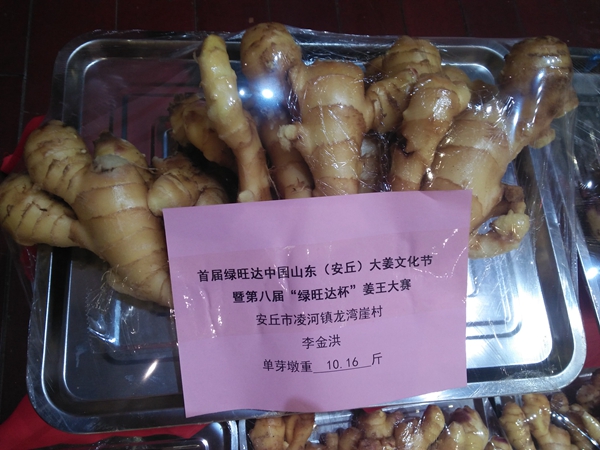 首届绿旺达中国山东（安丘）大姜文化节
暨第八届“绿旺达杯”姜王大赛
安丘市凌河镇龙湾崖村
李金洪
单芽墩重 10.16 斤